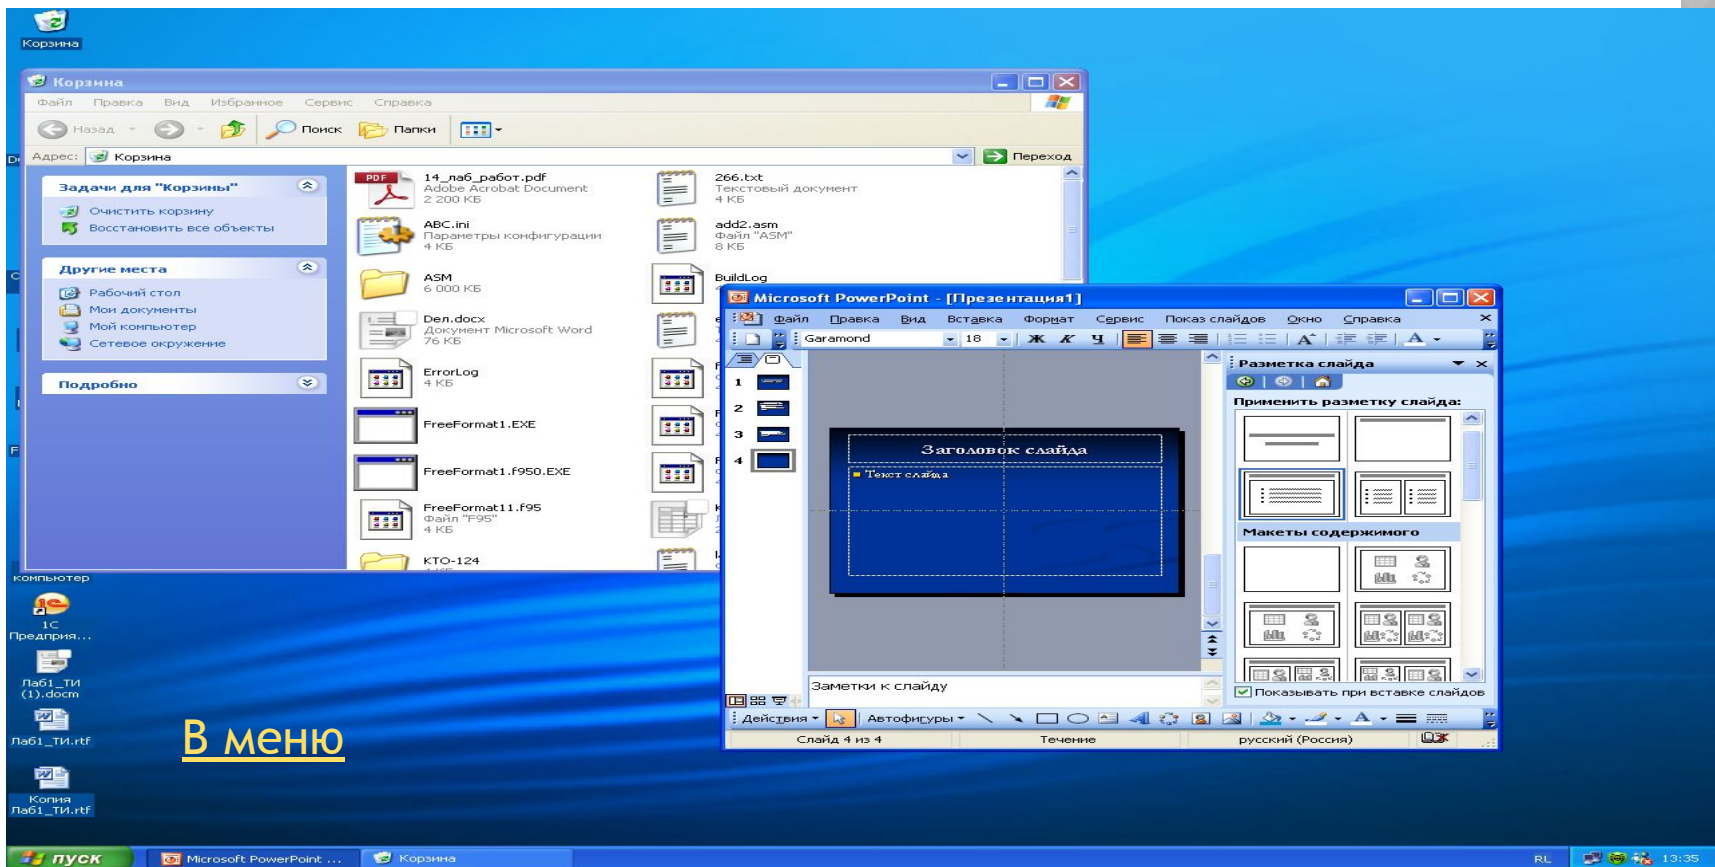 Корзина
Корзина
Файл Правка Вид Избранное Сервис Справка
Назад Поиск Папки
Адрес: Корзина Переход
Задачи для "Корзины"
Очистить корзину
Восстановить все объекты
Другие места
Рабочий стол
Мои документы
Мой компьютер
Сетевое окружение
Подробно
PDF
14_лаб_работ.pdf
Adobe Acrobat Document
2 200 КБ
ABC.ini
Параметры конфигурации
4 КБ
ASM
6 000 КБ
Дел.docx
Документ Microsoft Word
76 КБ
ErrorLog
4 КБ
FreeFormat1.EXE
FreeFormat1.f950.EXE
FreeFormat11.f95
Файл "F95"
4 КБ
КТО-124
266.txt
Текстовый документ
4 КБ
add2.asm
Файл "ASM"
8 КБ
BuildLog
Microsoft PowerPoint - [Презентация1]
Файл Правка Вид Вставка Формат Сервис Показ слайдов Окно Справка
Garamond 18 Ж К Ч A A
1
2
3
4
Заголовок слайда
Текст слайда
Разметка слайда
Применить разметку слайда:
Макеты содержимого
Показывать при вставке слайдов
Заметки к слайду
Действия Автофигуры A
Слайд 4 из 4 Течение русский (Россия)
компьютер
1С
Предприя...
Лаб1_ТИ
(1).docm
Лаб1_ТИ.rtf
Копия
Лаб1_ТИ.rtf
В меню
пуск Microsoft PowerPoint ... Корзина RL 13:35